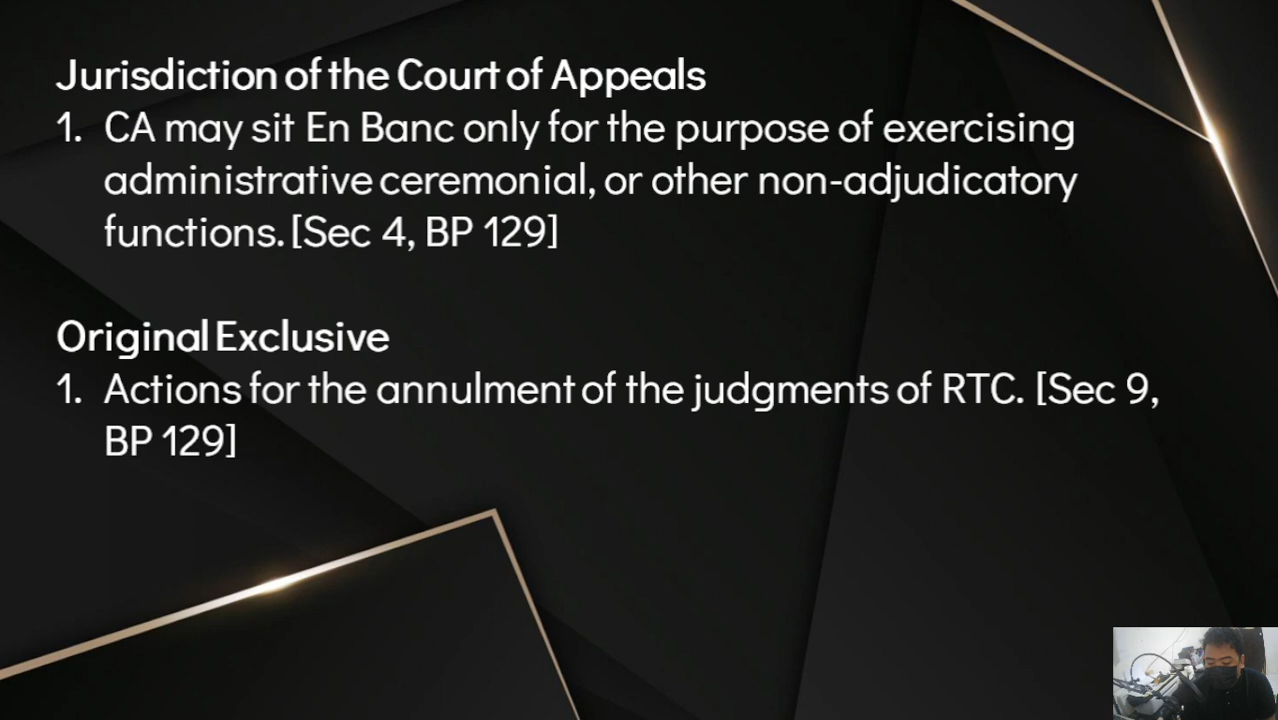 Jurisdiction of the Court of Appeals
1. CA may sit En Banc only for the purpose of exercising
administrative ceremonial, or other non-adjudicatory
functions. [Sec 4, BP 129]
Original Exclusive
1. Actions for the annulment of the judgments of RTC. [Sec 9,
BP 129]